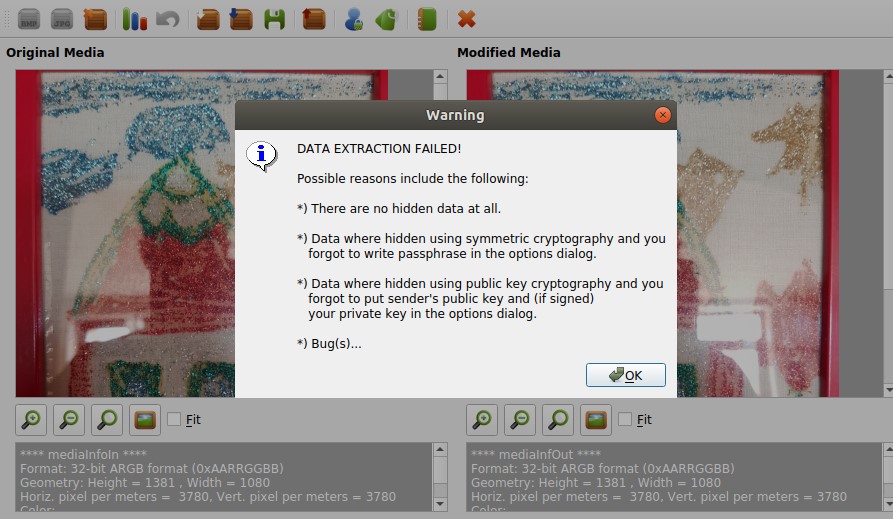 BMP JPG
Original Media
Modified Media
Warning
DATA EXTRACTION FAILED!
Possible reasons include the following:
*) There are no hidden data at all.
*) Data where hidden using symmetric cryptography and you
forgot to write passphrase in the options dialog.
*) Data where hidden using public key cryptography and you
forgot to put sender's public key and (if signed)
your private key in the options dialog.
*) Bug(s)...
OK
Fit
Fit
**** mediaInfoIn ****
Format: 32-bit ARGB format (0xAARRGGBB)
Geometry: Height = 1381 , Width = 1080
Horiz. pixel per meters = 3780, Vert. pixel per meters = 3780
Color:
**** mediaInfOut ****
Format: 32-bit ARGB format (0xAARRGGBB)
Geometry: Height = 1381 , Width = 1080
Horiz. pixel per meters = 3780, Vert. pixel per meters = 3780
Color: